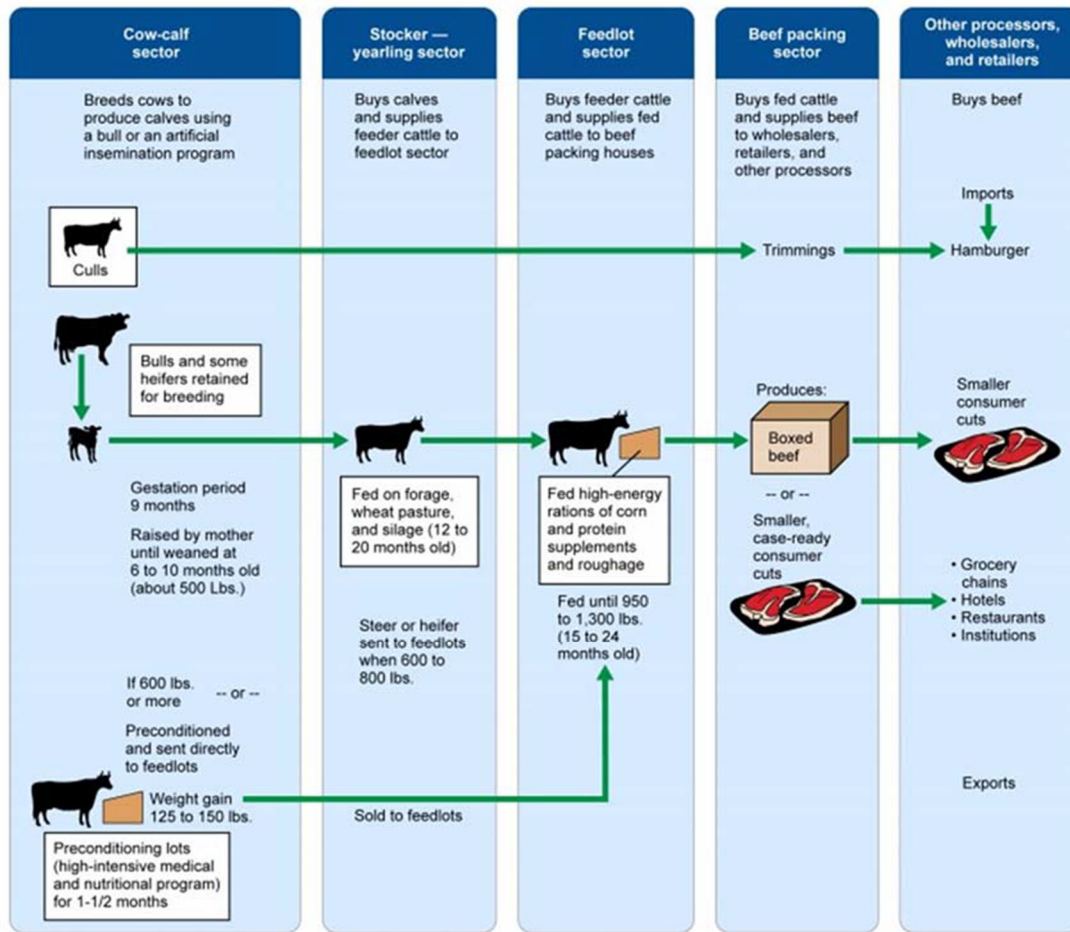 Cow-calf
sector
Breeds cows to
produce calves using
a bull or an artificial
insemination program
Culls
Bulls and some
heifers retained
for breeding
Gestation period
9 months
Raised by mother
until weaned at
6 to 10 months old
(about 500 Lbs.)
If 600 lbs.
or more
-- or --
Preconditioned
and sent directly
to feedlots
Weight gain
125 to 150 lbs.
Preconditioning lots
(high-intensive medical
and nutritional program)
for 1-1/2 months
Stocker —
yearling sector
Buys calves
and supplies
feeder cattle to
feedlot sector
Fed on forage,
wheat pasture,
and silage (12 to
20 months old)
Steer or heifer
sent to feedlots
when 600 to
800 lbs.
Sold to feedlots
Feedlot
sector
Buys feeder cattle
and supplies fed
cattle to beef
packing houses
Fed high-energy
rations of corn
and protein
supplements
and roughage
Fed until 950
to 1,300 lbs.
(15 to 24
months old)
Beef packing
sector
Buys fed cattle
and supplies beef
to wholesalers,
retailers, and
other processors
Trimmings
Produces:
Boxed
beef
-- or --
Smaller,
case-ready
consumer
cuts
Other processors,
wholesalers,
and retailers
Buys beef
Imports
Hamburger
Smaller
consumer
cuts
• Grocery
chains
• Hotels
• Restaurants
• Institutions
Exports